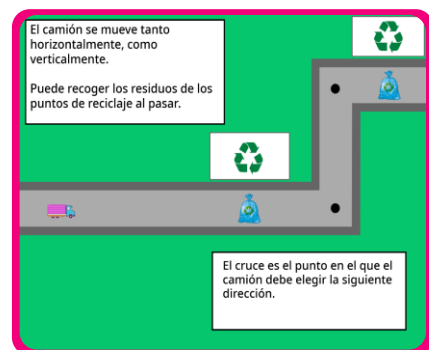 El camión se mueve tanto
horizontalmente, como
verticalmente.
Puede recoger los residuos de los
puntos de reciclaje al pasar.
El cruce es el punto en el que el
camión debe elegir la siguiente
dirección.